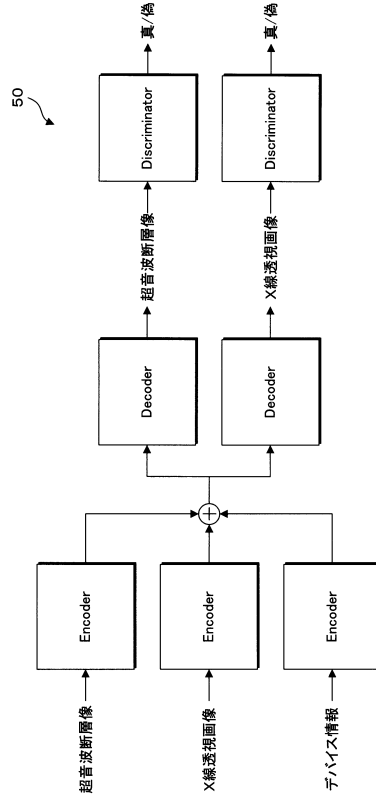 50
超音波断層像
Encoder
X線透視画像
Encoder
デバイス情報
Encoder
+
Decoder
超音波断層像
Discriminator
真/偽
Decoder
X線透視画像
Discriminator
真/偽